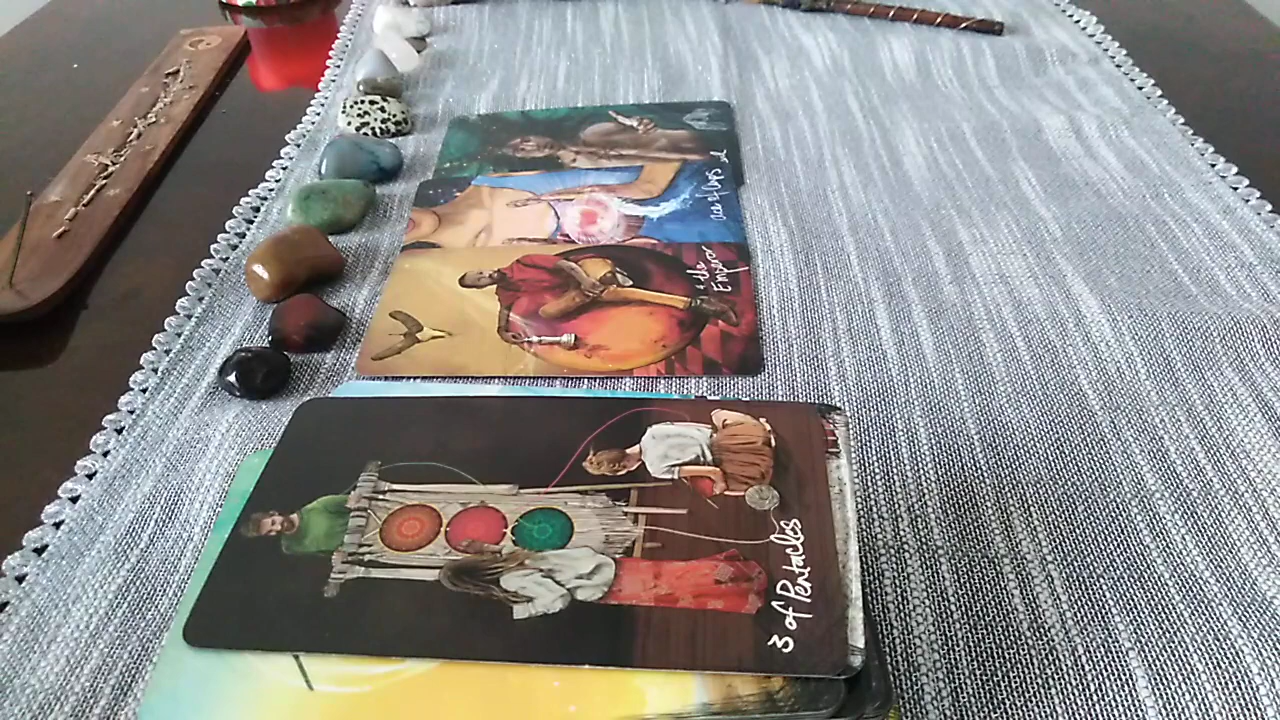 ace of cups
the
Emperor
3 of Pentacles